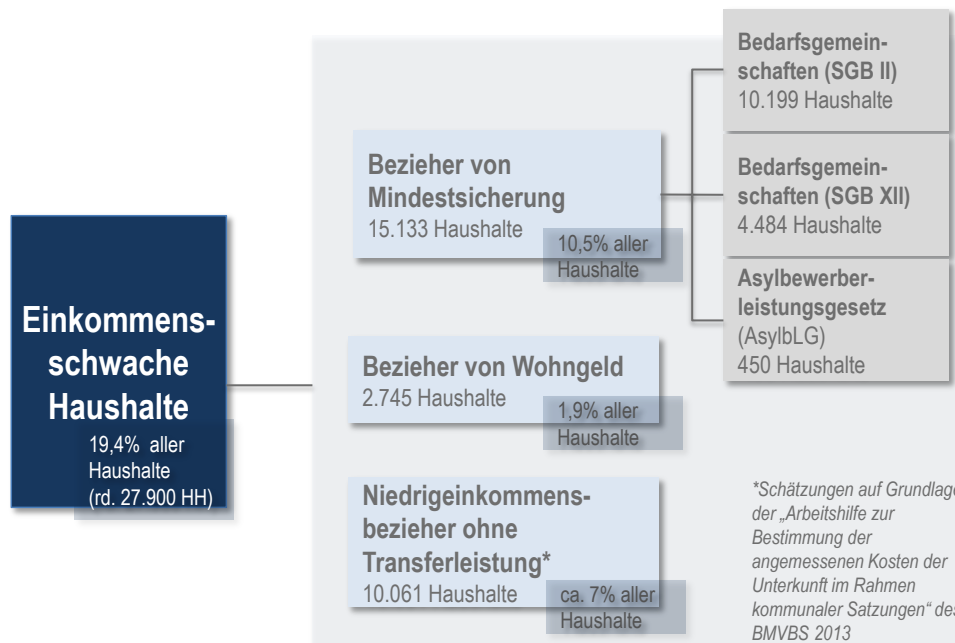 Einkommens-
schwache
Haushalte
19,4% aller
Haushalte
(rd. 27.900 HH)
Bezieher von
Mindestsicherung
15.133 Haushalte
10,5% aller
Haushalte
Bezieher von Wohngeld
2.745 Haushalte
1,9% aller
Haushalte
Niedrigeinkommens-
bezieher ohne
Transferleistung*
10.061 Haushalte
ca. 7% aller
Haushalte
Bedarfsgemein-
schaften (SGB II)
10.199 Haushalte
Bedarfsgemein-
schaften (SGB XII)
4.484 Haushalte
Asylbewerber-
leistungsgesetz
(AsylbLG)
450 Haushalte
*Schätzungen auf Grundlage
der „Arbeitshilfe zur
Bestimmung der
angemessenen Kosten der
Unterkunft im Rahmen
kommunaler Satzungen“ des
BMVBS 2013